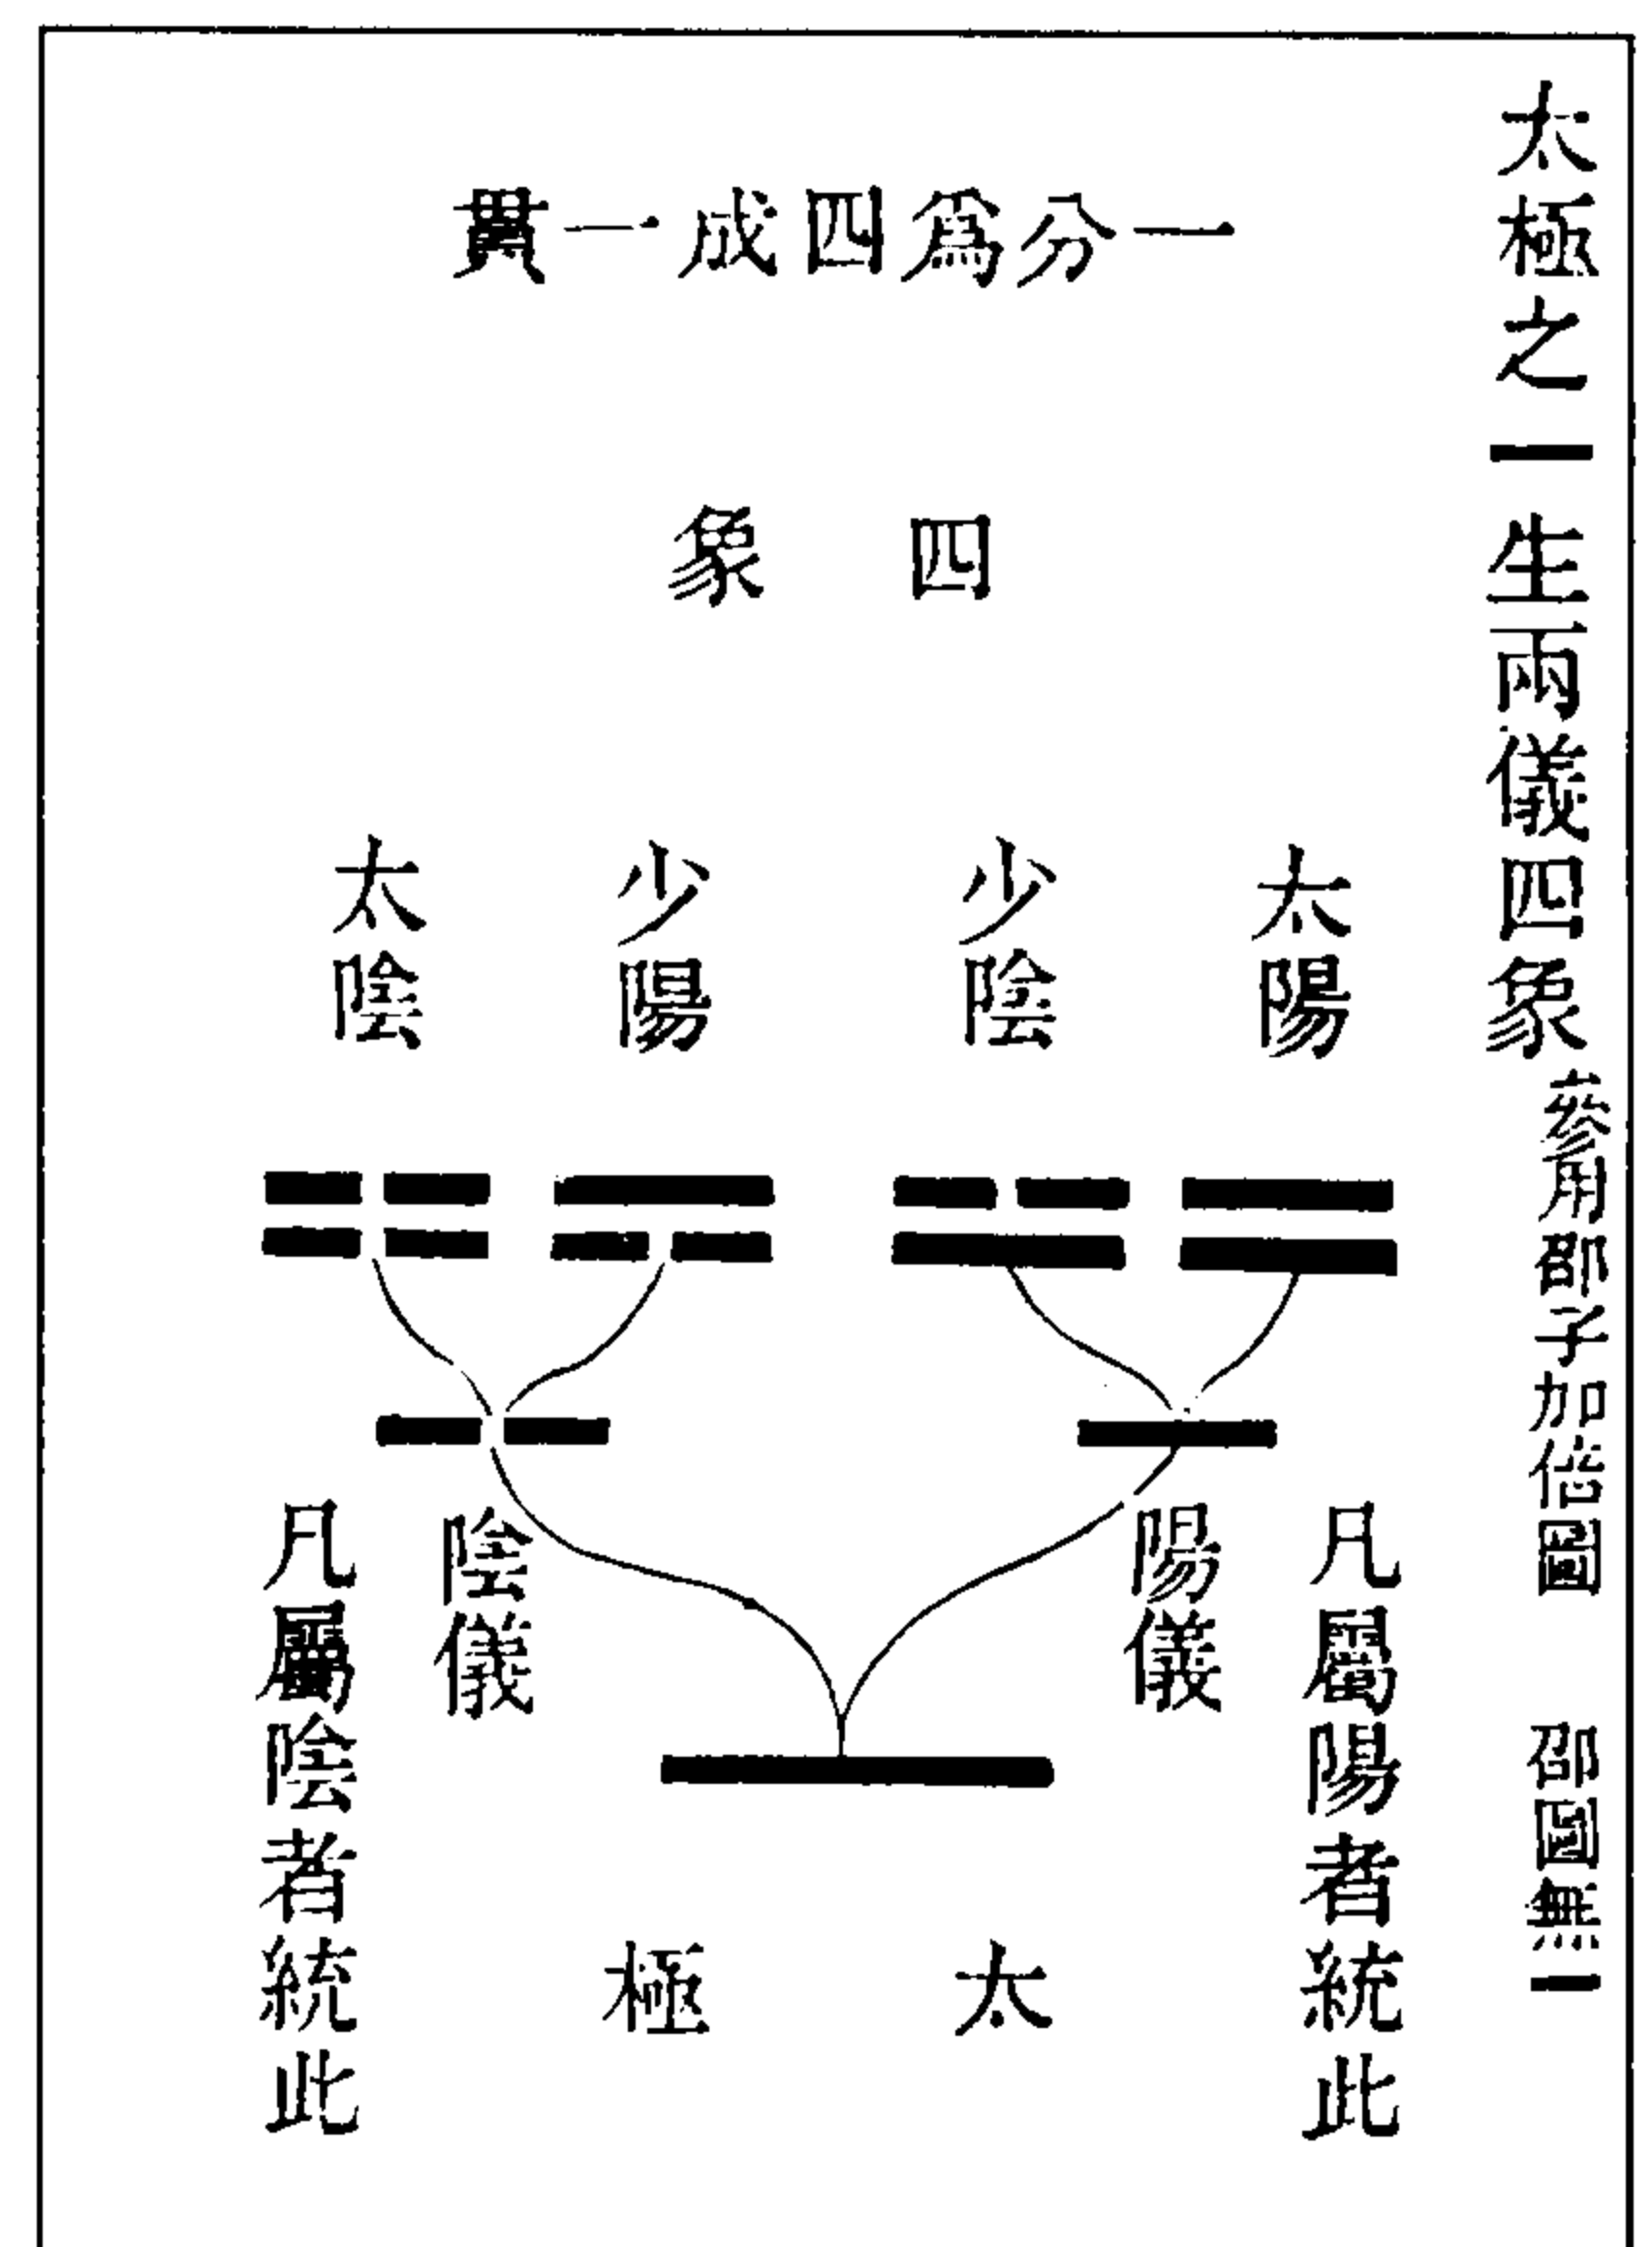 太極之一生兩儀四象
參用邵子加倍圖 邵圖無一
一分爲四成一貫
四象
太陽
少陰
少陽
太陰
陽儀
陰儀
凡屬陽者統此
凡屬陰者統此
太極